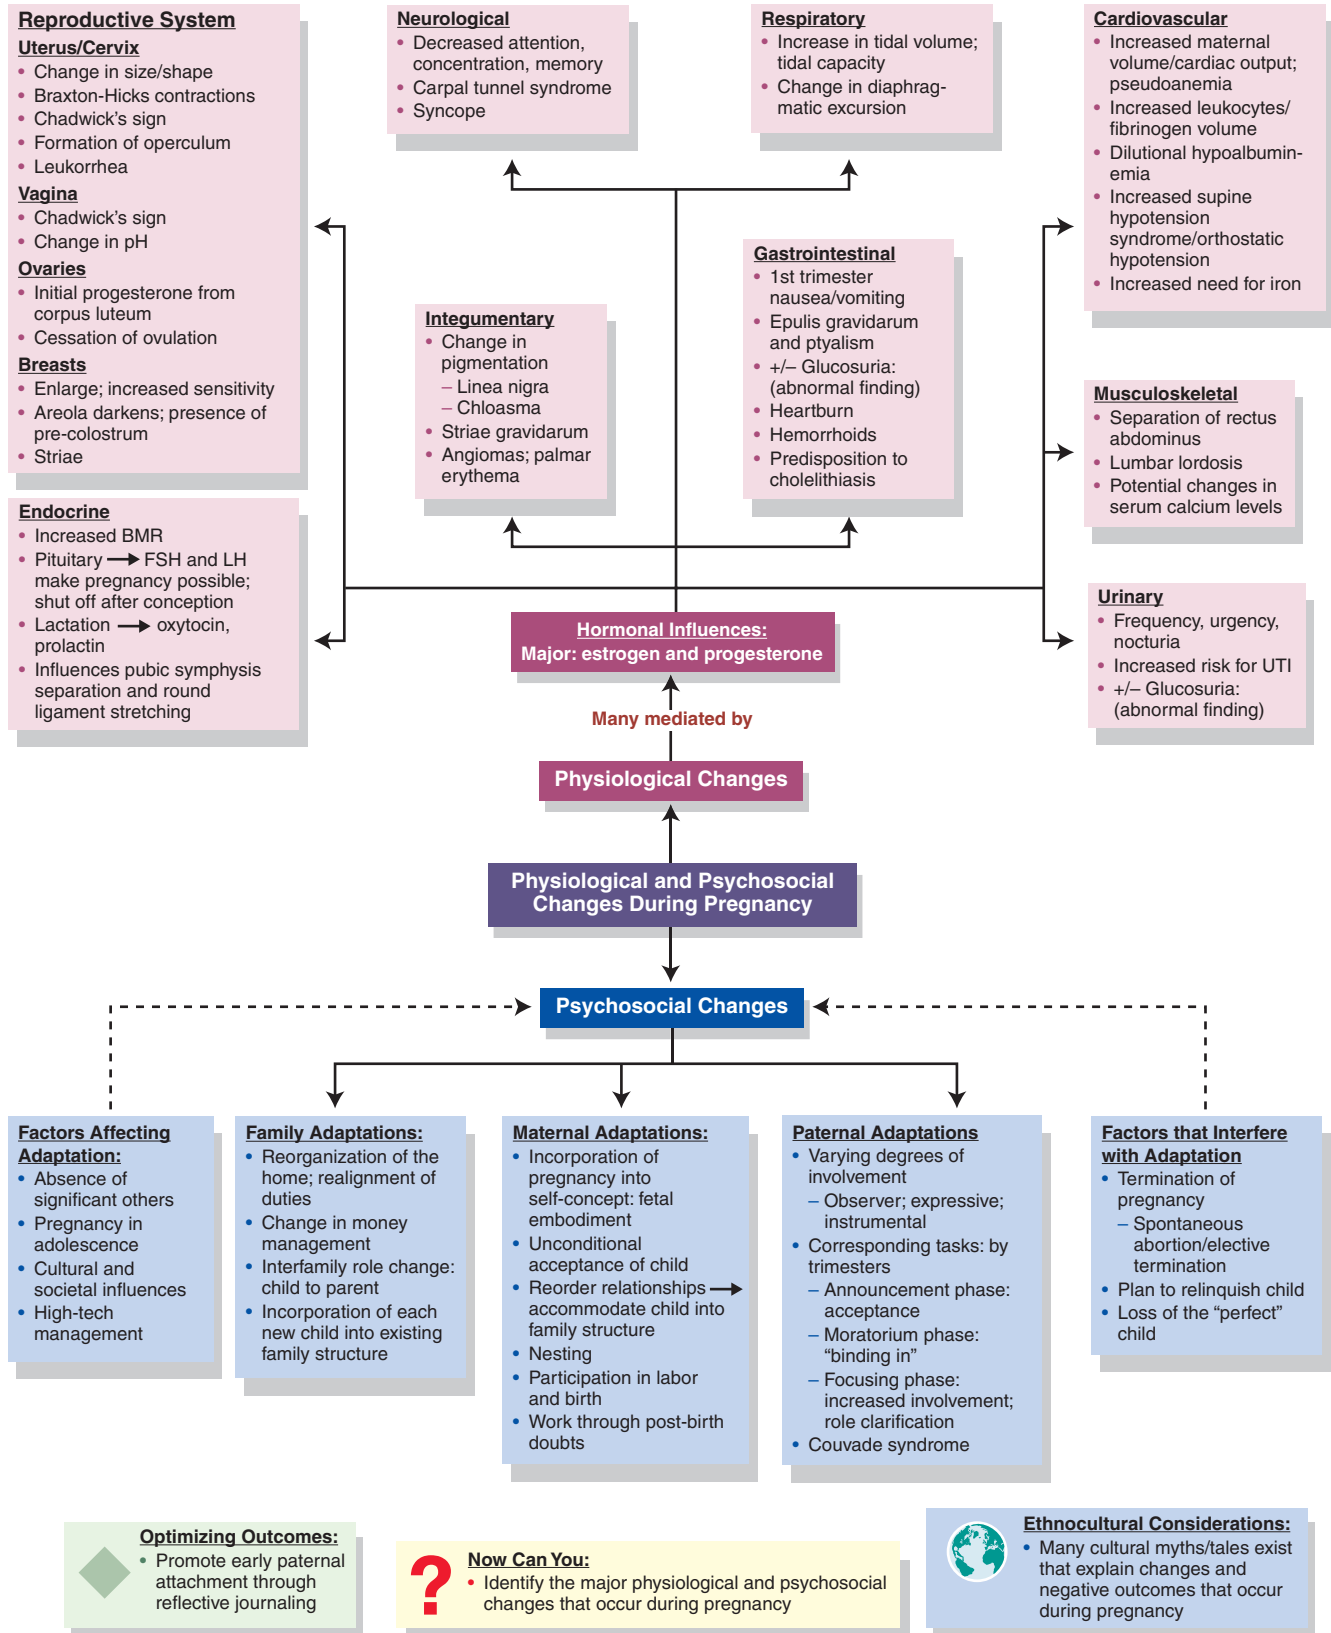 Reproductive System
Uterus/Cervix
• Change in size/shape
• Braxton-Hicks contractions
• Chadwick's sign
• Formation of operculum
• Leukorrhea
Vagina
• Chadwick's sign
• Change in pH
Ovaries
• Initial progesterone from
corpus luteum
• Cessation of ovulation
Breasts
• Enlarge; increased sensitivity
• Areola darkens; presence of
pre-colostrum
• Striae
Neurological
• Decreased attention,
concentration, memory
• Carpal tunnel syndrome
• Syncope
Respiratory
• Increase in tidal volume;
tidal capacity
• Change in diaphrag-
matic excursion
Cardiovascular
• Increased maternal
volume/cardiac output;
pseudoanemia
• Increased leukocytes/
fibrinogen volume
• Dilutional hypoalbumin-
emia
• Increased supine
hypotension
syndrome/orthostatic
hypotension
• Increased need for iron
Integumentary
• Change in
pigmentation
– Linea nigra
– Chloasma
• Striae gravidarum
• Angiomas; palmar
erythema
Gastrointestinal
• 1st trimester
nausea/vomiting
• Epulis gravidarum
and ptyalism
• +/– Glucosuria:
(abnormal finding)
• Heartburn
• Hemorrhoids
• Predisposition to
cholelithiasis
Musculoskeletal
• Separation of rectus
abdominus
• Lumbar lordosis
• Potential changes in
serum calcium levels
Endocrine
• Increased BMR
• Pituitary → FSH and LH
make pregnancy possible;
shut off after conception
• Lactation → oxytocin,
prolactin
• Influences pubic symphysis
separation and round
ligament stretching
Urinary
• Frequency, urgency,
nocturia
• Increased risk for UTI
• +/– Glucosuria:
(abnormal finding)
Hormonal Influences:
Major: estrogen and progesterone
Many mediated by
Physiological Changes
Physiological and Psychosocial
Changes During Pregnancy
Psychosocial Changes
Factors Affecting
Adaptation:
• Absence of
significant others
• Pregnancy in
adolescence
• Cultural and
societal influences
• High-tech
management
Family Adaptations:
• Reorganization of the
home; realignment of
duties
• Change in money
management
• Interfamily role change:
child to parent
• Incorporation of each
new child into existing
family structure
Maternal Adaptations:
• Incorporation of
pregnancy into
self-concept: fetal
embodiment
• Unconditional
acceptance of child
• Reorder relationships →
accommodate child into
family structure
• Nesting
• Participation in labor
and birth
• Work through post-birth
doubts
Paternal Adaptations
• Varying degrees of
involvement
– Observer; expressive;
instrumental
• Corresponding tasks: by
trimesters
– Announcement phase:
acceptance
– Moratorium phase:
“binding in”
– Focusing phase:
increased involvement;
role clarification
• Couvade syndrome
Factors that Interfere
with Adaptation
• Termination of
pregnancy
– Spontaneous
abortion/elective
termination
• Plan to relinquish child
• Loss of the “perfect”
child
Optimizing Outcomes:
• Promote early paternal
attachment through
reflective journaling
?
Now Can You:
• Identify the major physiological and psychosocial
changes that occur during pregnancy
Ethnocultural Considerations:
• Many cultural myths/tales exist
that explain changes and
negative outcomes that occur
during pregnancy